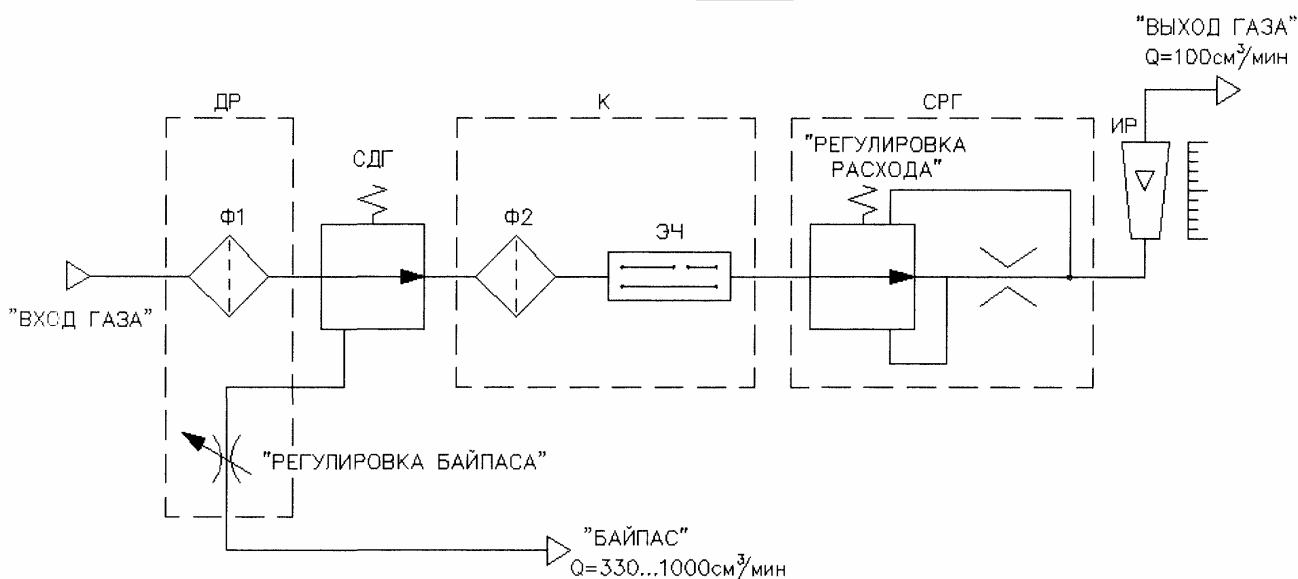 "ВЫХОД ГАЗА"
Q=100см³/мин
ДР
К
СРГ
ИР
СДГ
"РЕГУЛИРОВКА
РАСХОДА"
Ф1
Ф2
ЭЧ
"ВХОД ГАЗА"
"РЕГУЛИРОВКА БАЙПАСА"
"БАЙПАС"
Q=330...1000см³/мин